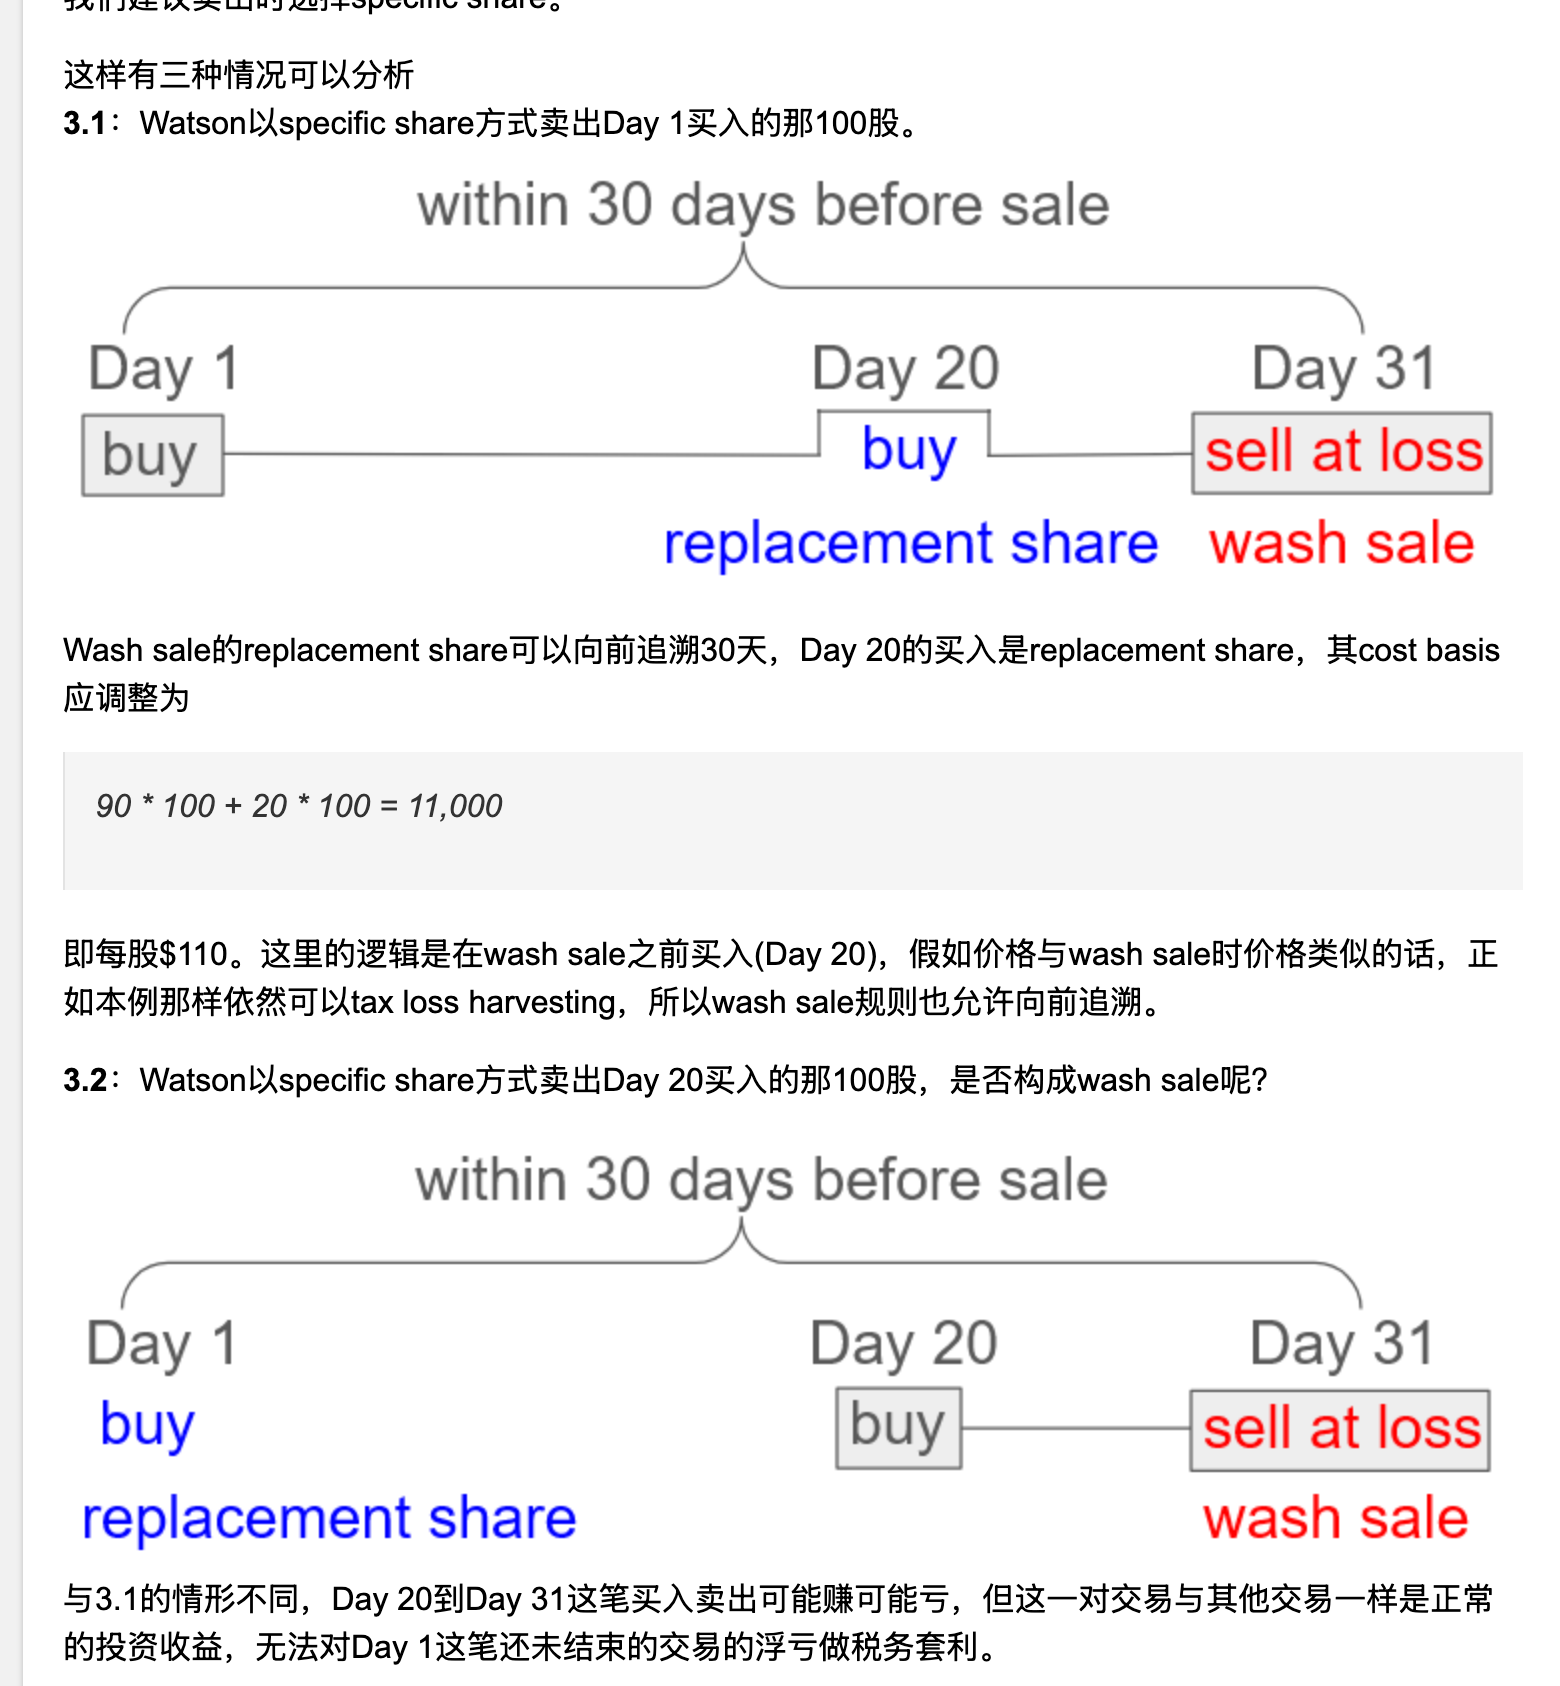 我们建议卖出时选择specific share。
这样有三种情况可以分析
3.1：Watson以specific share方式卖出Day 1买入的那100股。
within 30 days before sale
Day 1 Day 20 Day 31
buy buy sell at loss
replacement share wash sale
Wash sale的replacement share可以向前追溯30天，Day 20的买入是replacement share，其cost basis
应调整为
90 * 100 + 20 * 100 = 11,000
即每股$110。这里的逻辑是在wash sale之前买入(Day 20)，假如价格与wash sale时价格类似的话，正
如本例那样依然可以tax loss harvesting，所以wash sale规则也允许向前追溯。
3.2：Watson以specific share方式卖出Day 20买入的那100股，是否构成wash sale呢？
within 30 days before sale
Day 1 Day 20 Day 31
buy buy sell at loss
replacement share wash sale
与3.1的情形不同，Day 20到Day 31这笔买入卖出可能赚可能亏，但这一对交易与其他交易一样是正常
的投资收益，无法对Day 1这笔还未结束的交易的浮亏做税务套利。